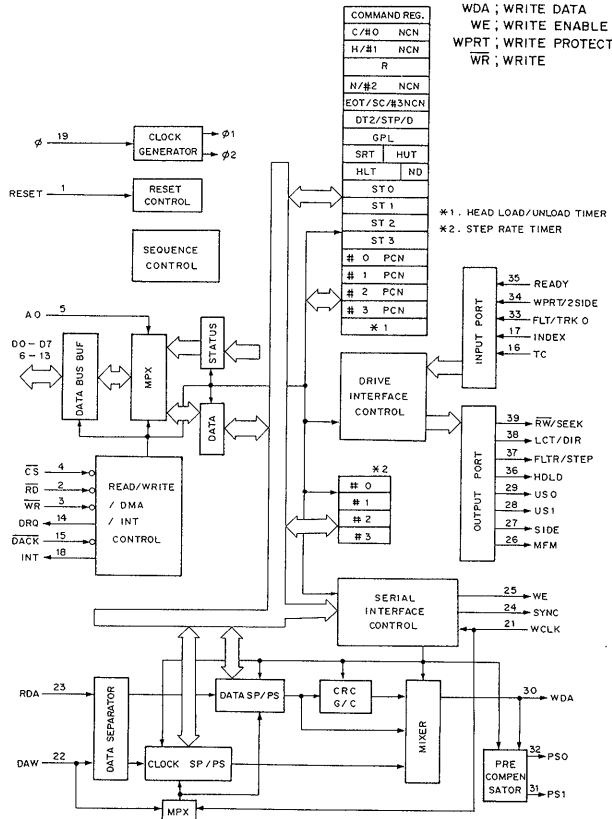 WDA ; WRITE DATA
WE ; WRITE ENABLE
WPRT ; WRITE PROTECT
WR ; WRITE
COMMAND REG.
C/#0 NCN
H/#1 NCN
R
N/#2 NCN
EOT/SC/#3NCN
DT2/STP/D
GPL
SRT HUT
HLT ND
ST 0
ST 1
ST 2
ST 3
# 0 PCN
# 1 PCN
# 2 PCN
# 3 PCN
*1
*1. HEAD LOAD/UNLOAD TIMER
*2. STEP RATE TIMER
ø 19
CLOCK GENERATOR
ø1
ø2
RESET 1
RESET CONTROL
SEQUENCE CONTROL
A0 5
D0-D7
6-13
DATA BUS BUF
MPX
STATUS
DATA
CS 4
RD 2
WR 3
DRQ 14
DACK 15
INT 18
READ/WRITE
/ DMA
/ INT
CONTROL
DRIVE
INTERFACE
CONTROL
INPUT PORT
35 READY
34 WPRT/2SIDE
33 FLT/TRK 0
17 INDEX
16 TC
OUTPUT PORT
39 RW/SEEK
38 LCT/DIR
37 FLTR/STEP
36 HDLD
29 US0
28 US1
27 SIDE
26 MFM
*2
# 0
# 1
# 2
# 3
SERIAL
INTERFACE
CONTROL
25 WE
24 SYNC
21 WCLK
RDA 23
DAW 22
DATA SEPARATOR
DATA SP/PS
CLOCK SP/PS
MPX
CRC
G/C
MIXER
30 WDA
PRE
COMPEN
SATOR
32 PS0
31 PS1